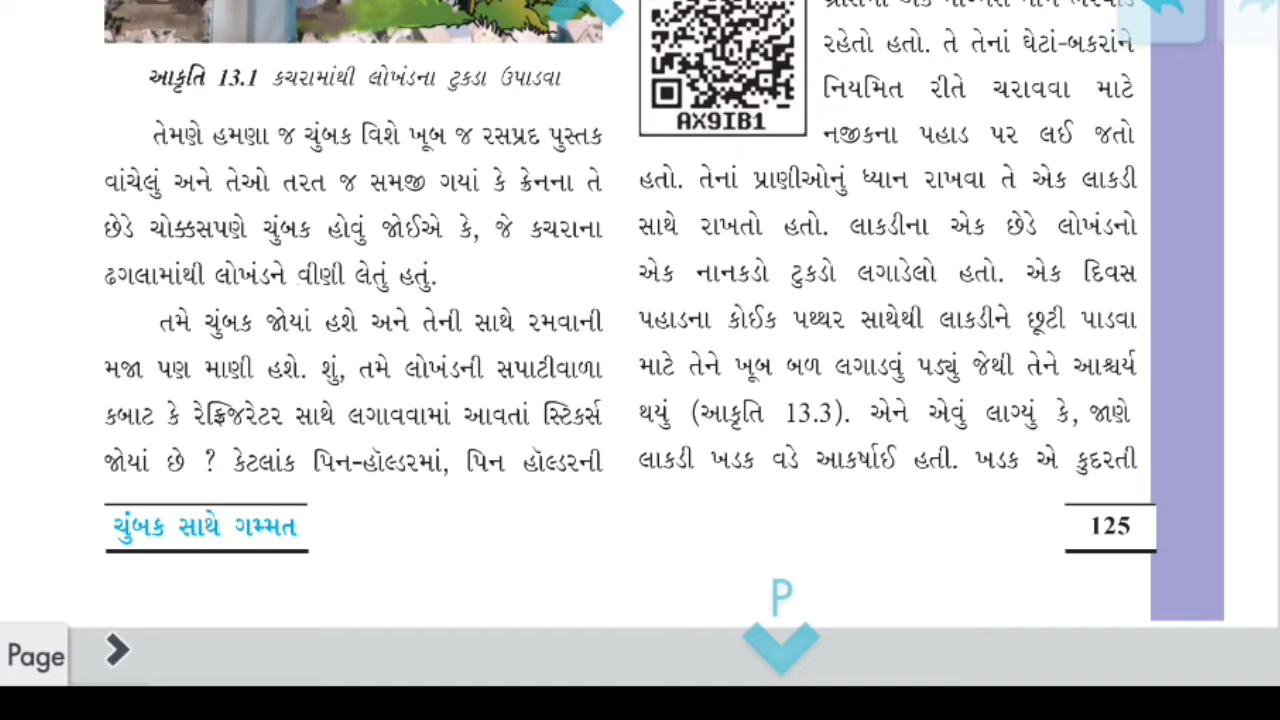 આકૃતિ 13.1 કચરામાંથી લોખંડના ટુકડા ઉપાડવા
તેમણે હમણા જ ચુંબક વિશે ખૂબ જ રસપ્રદ પુસ્તક
વાંચેલું અને તેઓ તરત જ સમજી ગયાં કે ક્રેનના તે
છેડે ચોક્કસપણે ચુંબક હોવું જોઈએ કે, જે કચરાના
ઢગલામાંથી લોખંડને વીણી લેતું હતું.
તમે ચુંબક જોયાં હશે અને તેની સાથે રમવાની
મજા પણ માણી હશે. શું, તમે લોખંડની સપાટીવાળા
કબાટ કે રેફ્રિજરેટર સાથે લગાવવામાં આવતાં સ્ટિકર્સ
જોયાં છે ? કેટલાંક પિન-હૉલ્ડરમાં, પિન હૉલ્ડરની
AX9IB1
રહેતો હતો. તે તેનાં ઘેટાં-બકરાંને
નિયમિત રીતે ચરાવવા માટે
નજીકના પહાડ પર લઈ જતો
હતો. તેનાં પ્રાણીઓનું ધ્યાન રાખવા તે એક લાકડી
સાથે રાખતો હતો. લાકડીના એક છેડે લોખંડનો
એક નાનકડો ટુકડો લગાડેલો હતો. એક દિવસ
પહાડના કોઈક પથ્થર સાથેથી લાકડીને છૂટી પાડવા
માટે તેને ખૂબ બળ લગાડવું પડ્યું જેથી તેને આશ્ચર્ય
થયું (આકૃતિ 13.3). એને એવું લાગ્યું કે, જાણે
લાકડી ખડક વડે આકર્ષાઈ હતી. ખડક એ કુદરતી
ચુંબક સાથે ગમ્મત
125
P
Page